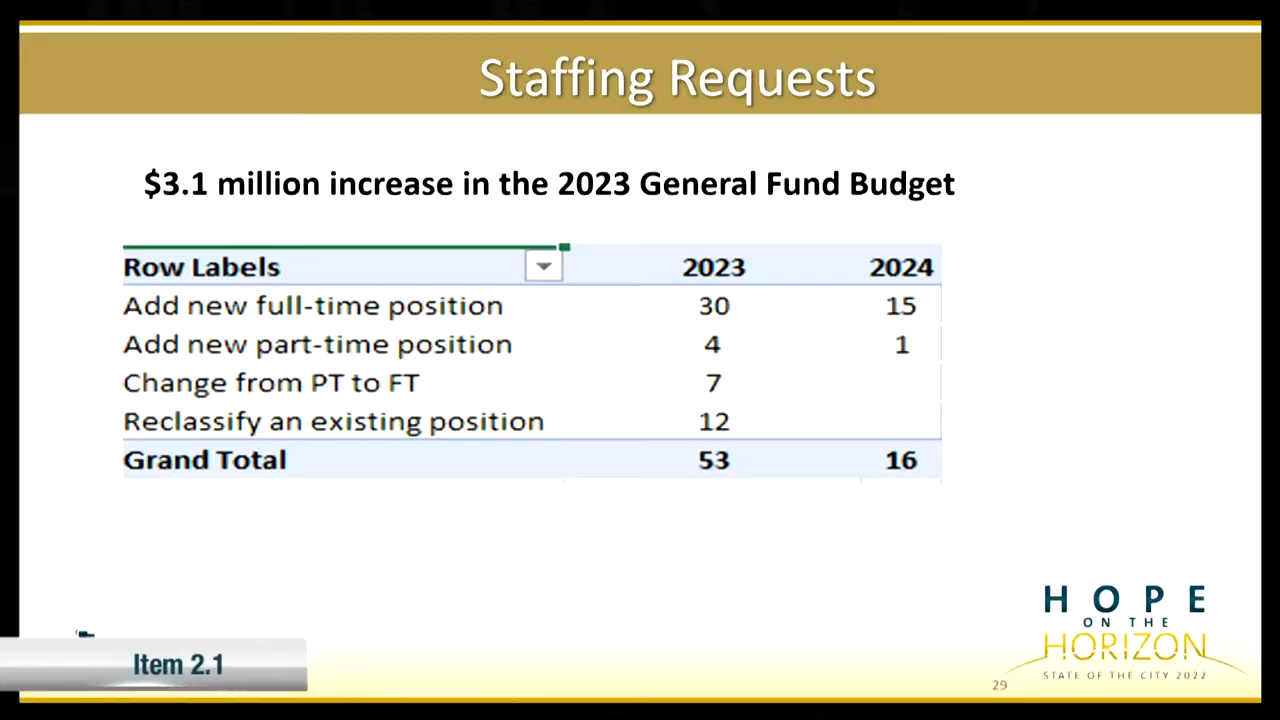 Staffing Requests
$3.1 million increase in the 2023 General Fund Budget
Row Labels 2023 2024
Add new full-time position 30 15
Add new part-time position 4 1
Change from PT to FT 7
Reclassify an existing position 12
Grand Total 53 16
HOPE
ON THE
HORIZON
STATE OF THE CITY 2022
Item 2.1
29